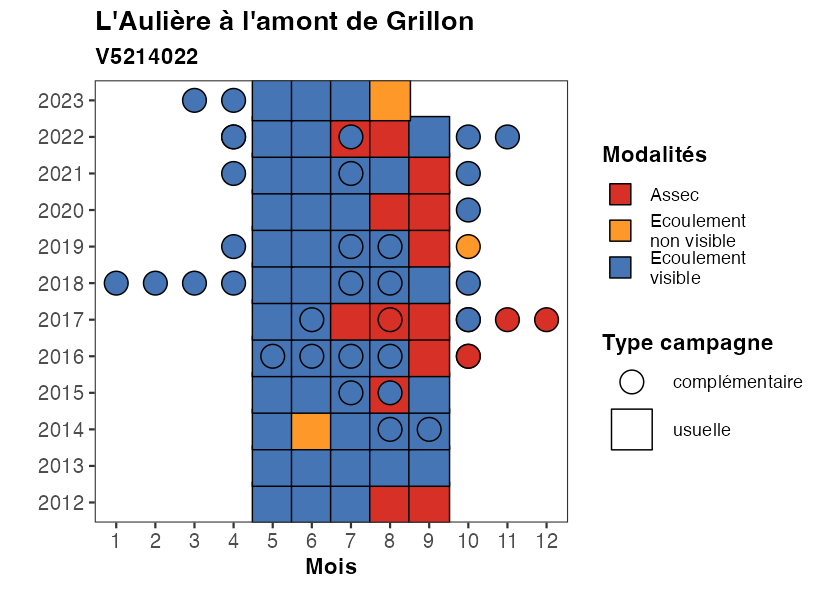 L'Aulière à l'amont de Grillon
V5214022
2023
2022
2021
2020
2019
2018
2017
2016
2015
2014
2013
2012
1 2 3 4 5 6 7 8 9 10 11 12
Mois
Modalités
Assec
Ecoulement
non visible
Ecoulement
visible
Type campagne
complémentaire
usuelle